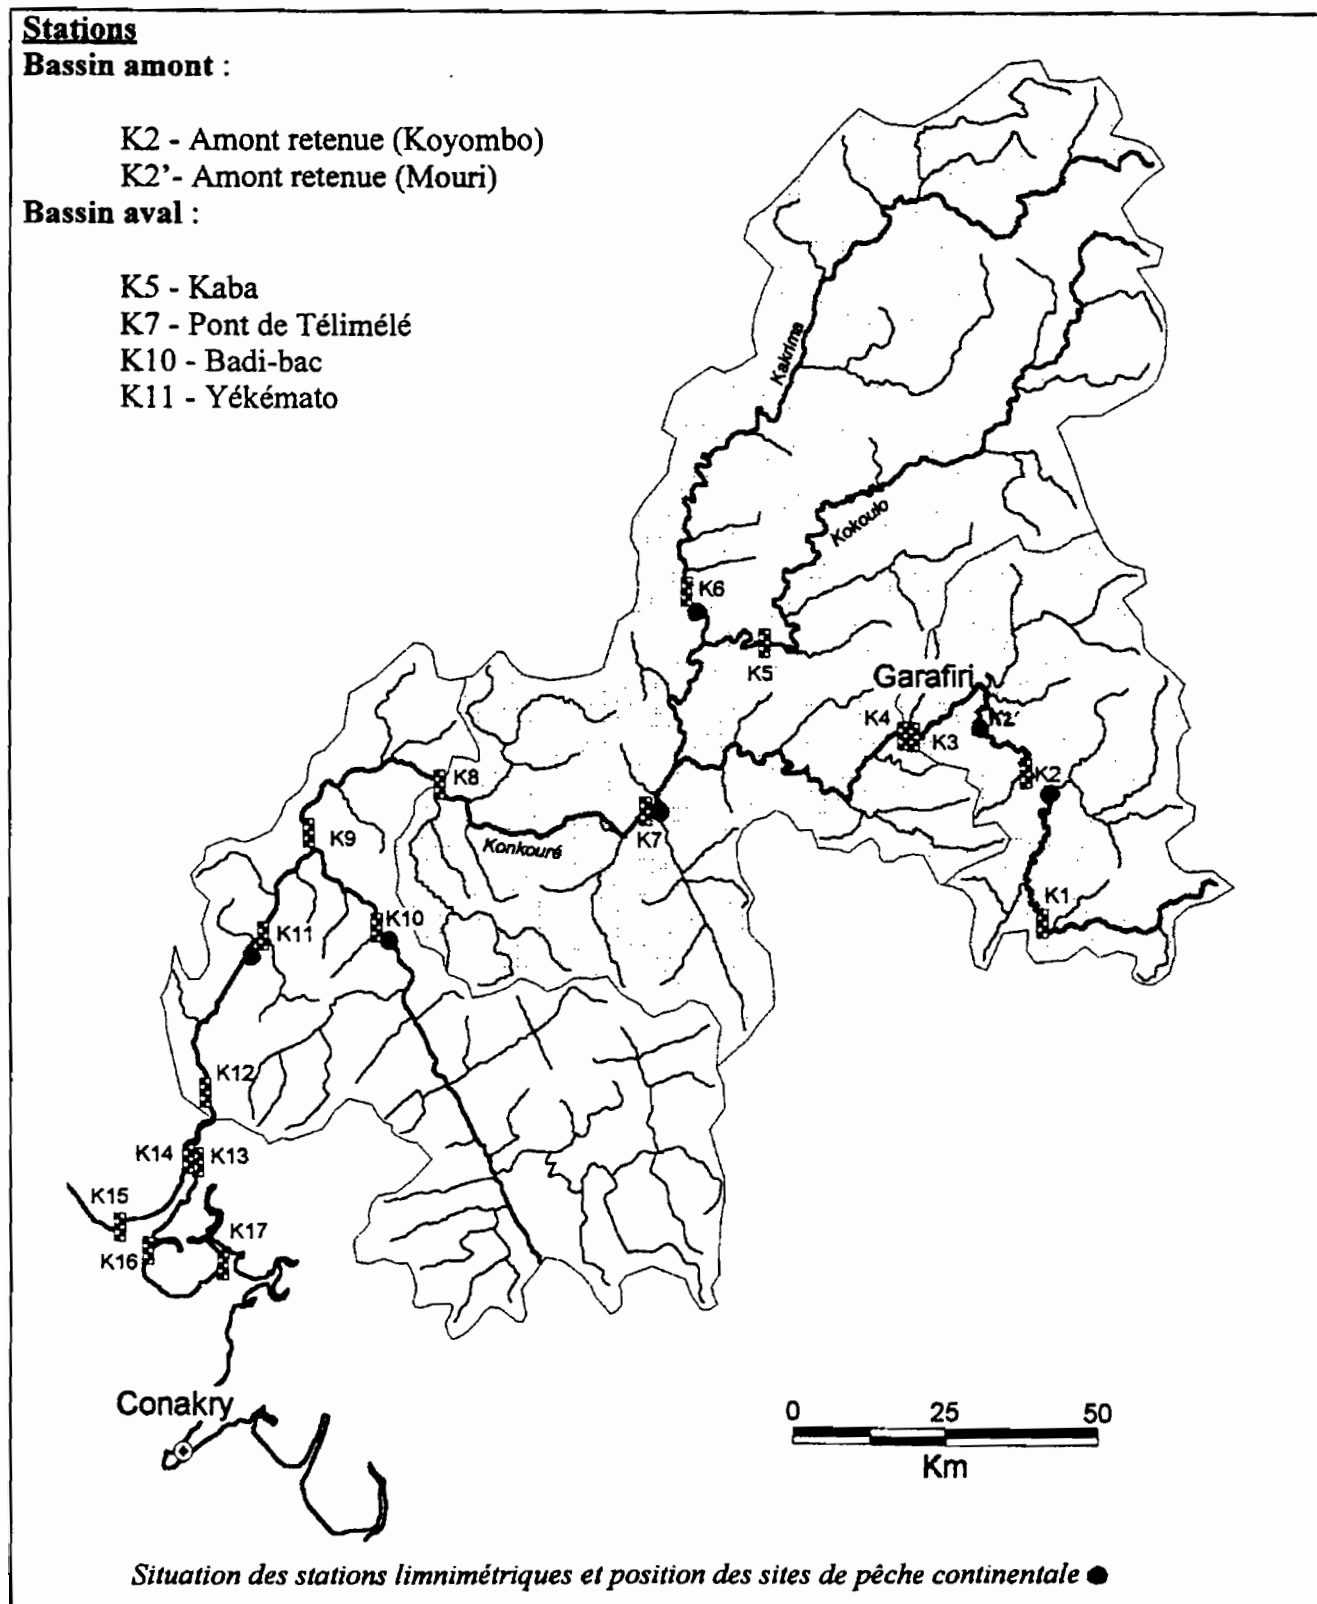 Stations
Bassin amont :
K2 - Amont retenue (Koyombo)
K2'- Amont retenue (Mouri)
Bassin aval :
K5 - Kaba
K7 - Pont de Télimélé
K10 - Badi-bac
K11 - Yékémato
Kakrima
Kokoulo
K6
K5
Garafiri
K4
K3
K2'
K2
K8
K7
Konkouré
K9
K1
K10
K11
K12
K14
K13
K15
K17
K16
Conakry
0 25 50
Km
Situation des stations limnimétriques et position des sites de pêche continentale